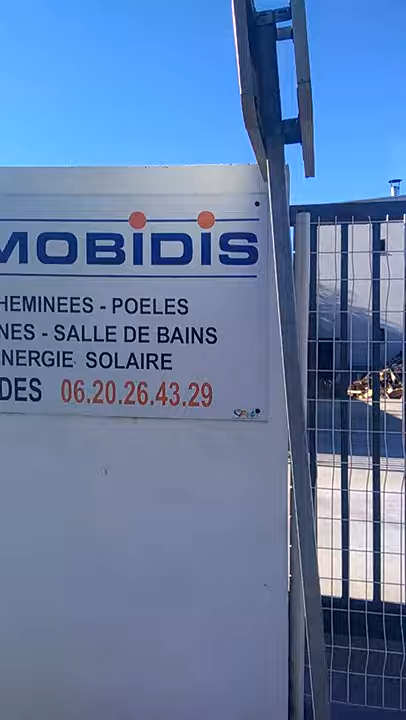 MOBIDIS
HEMINEES - POELES
NES - SALLE DE BAINS
NERGIE SOLAIRE
DES 06.20.26.43.29